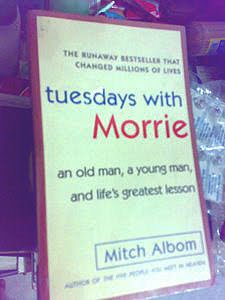 THE RUNAWAY BESTSELLER THAT
CHANGED MILLIONS OF LIVES
tuesdays with
Morrie
an old man, a young man,
and life's greatest lesson
Mitch Albom
AUTHOR OF THE FIVE PEOPLE YOU MEET IN HEAVEN